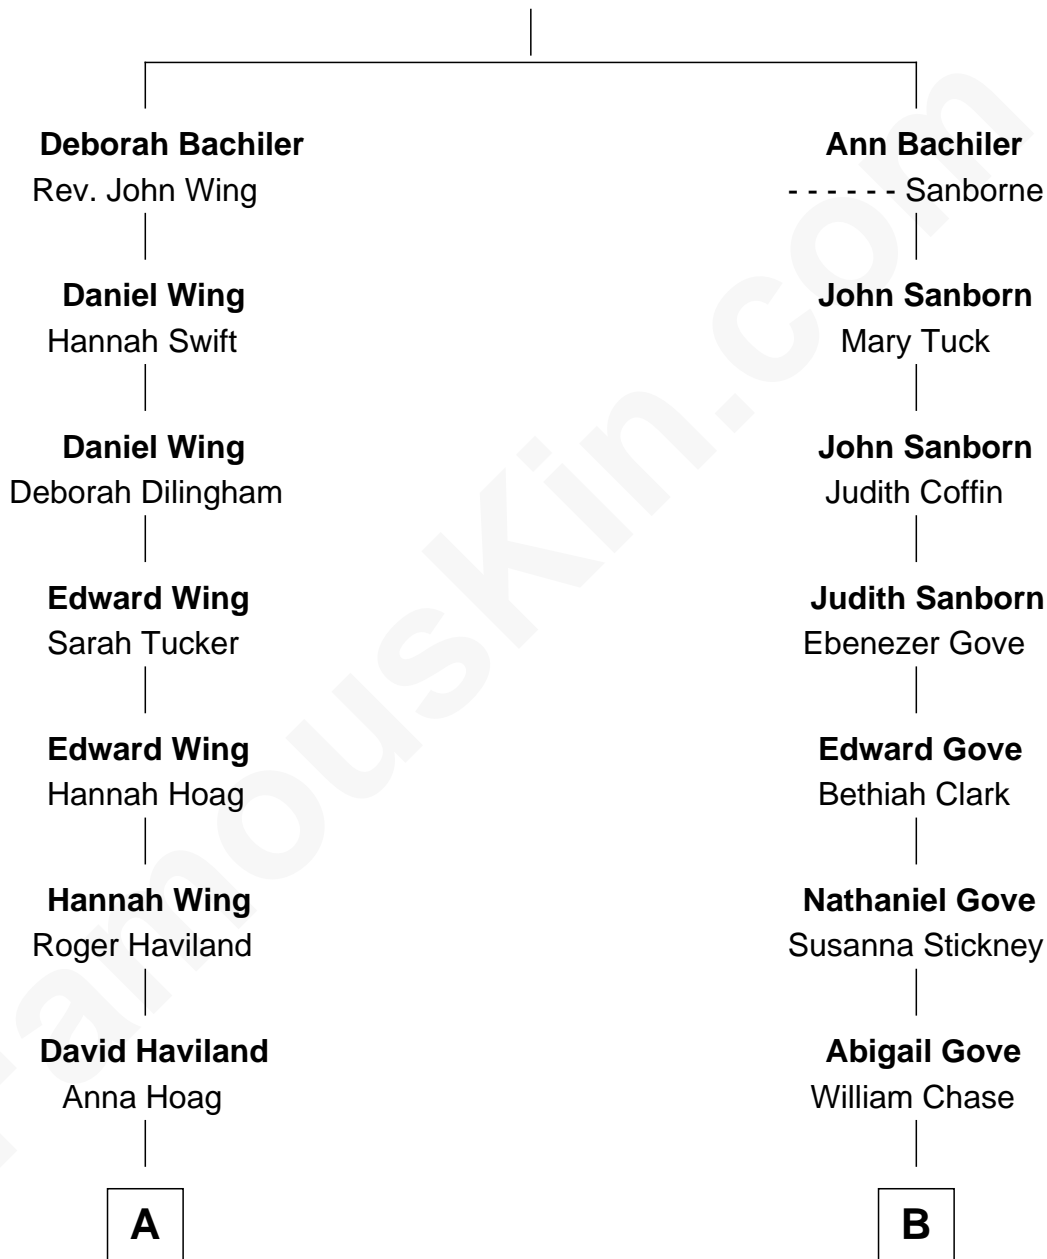 Deborah Bachiler
Rev. John Wing
Daniel Wing
Hannah Swift
Daniel Wing
Deborah Dilingham
Edward Wing
Sarah Tucker
Edward Wing
Hannah Hoag
Hannah Wing
Roger Haviland
David Haviland
Anna Hoag
A
Ann Bachiler
- - - - - - Sanborne
John Sanborn
Mary Tuck
John Sanborn
Judith Coffin
Judith Sanborn
Ebenezer Gove
Edward Gove
Bethiah Clark
Nathaniel Gove
Susanna Stickney
Abigail Gove
William Chase
B
FamousKin.com